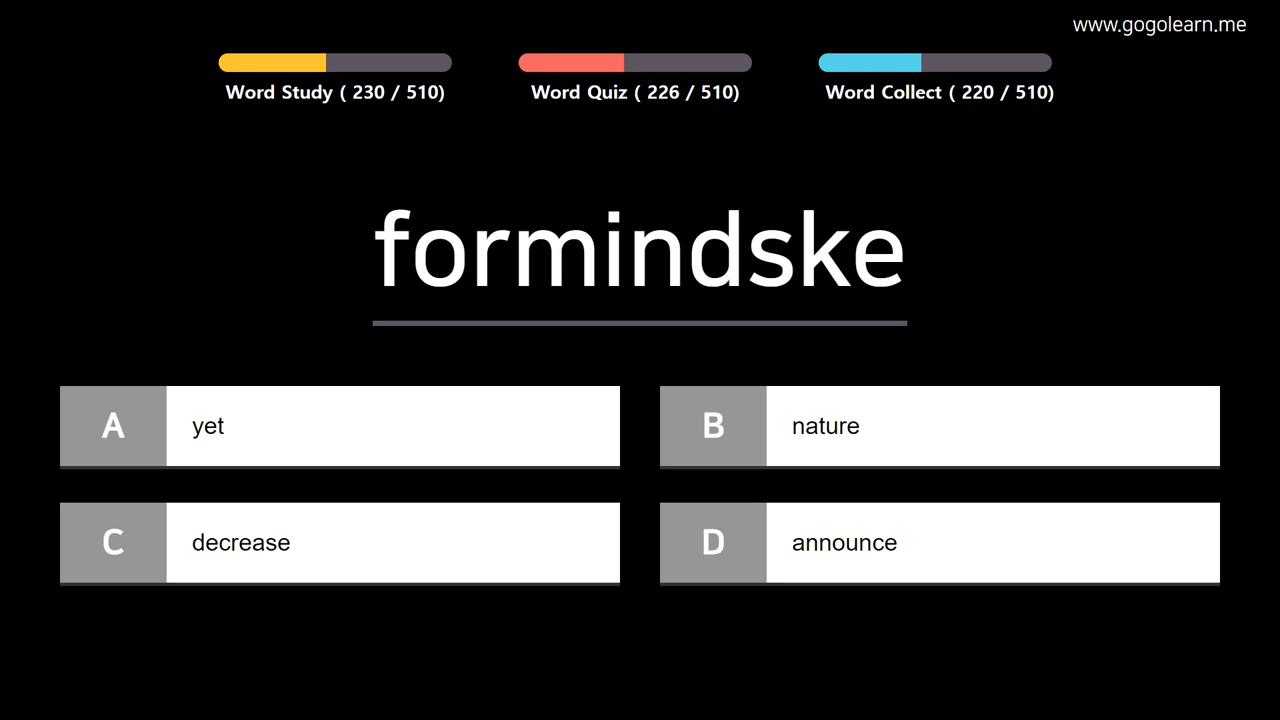 www.gogolearn.me
Word Study ( 230 / 510)
Word Quiz ( 226 / 510)
Word Collect ( 220 / 510)
formindske
A yet
B nature
C decrease
D announce